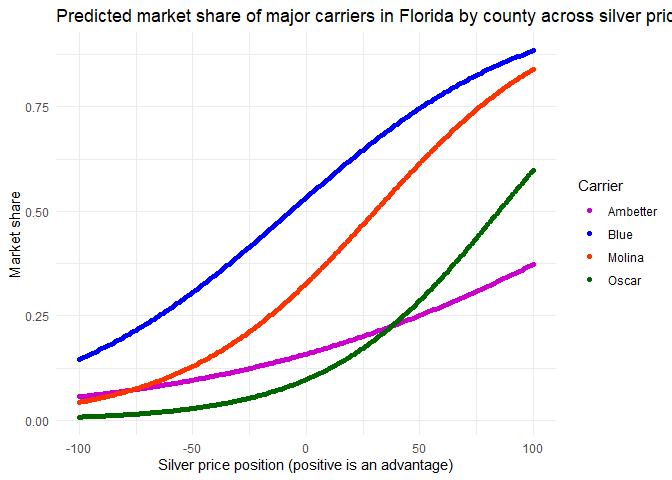 Predicted market share of major carriers in Florida by county across silver pric
Market share
0.75
0.50
0.25
0.00
-100
-50
0
50
100
Silver price position (positive is an advantage)
Carrier
Ambetter
Blue
Molina
Oscar